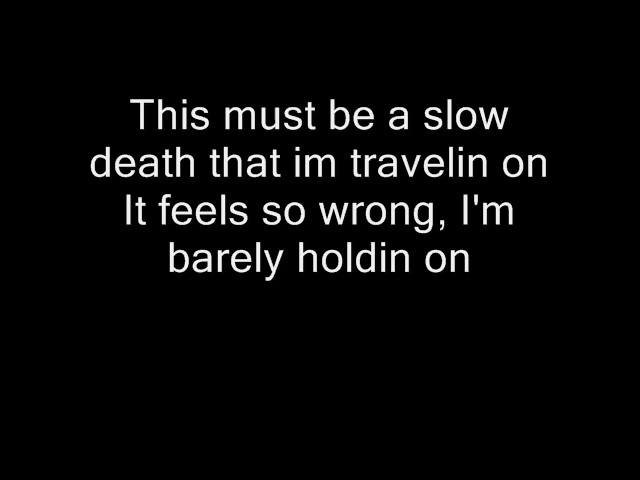 This must be a slow
death that im travelin on
It feels so wrong, I'm
barely holdin on